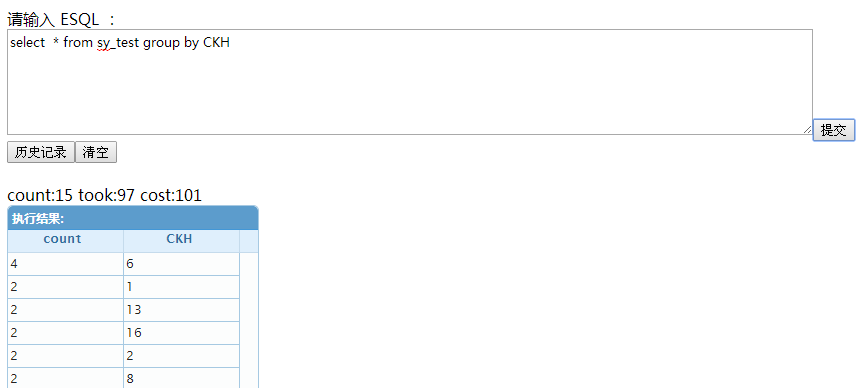 请输入 ESQL ：
select  * from sy_test group by CKH
提交
历史记录 清空
count:15 took:97 cost:101
执行结果:
count CKH
4 6
2 1
2 13
2 16
2 2
2 8